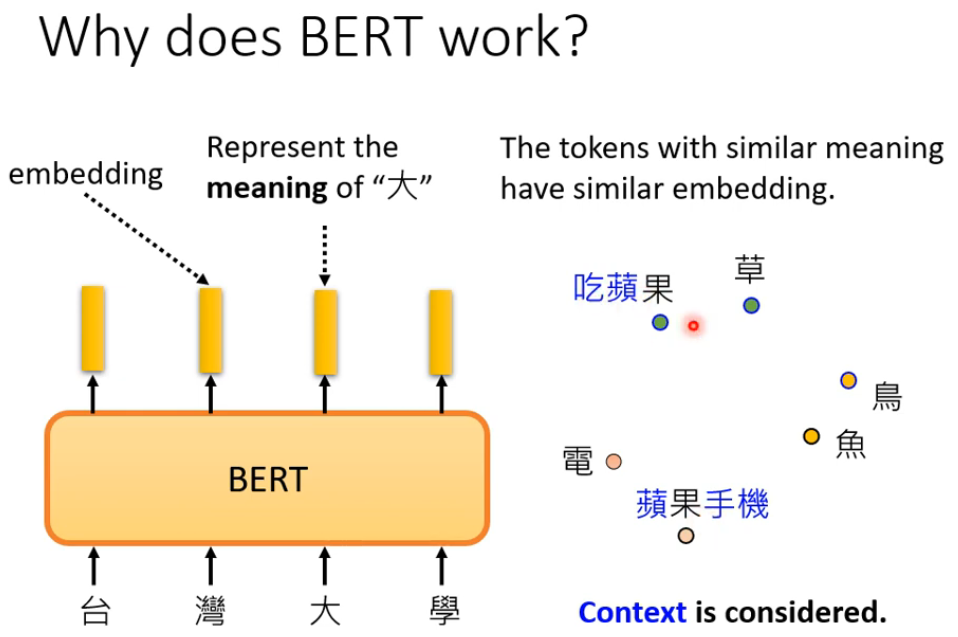 Why does BERT work?
embedding
Represent the
meaning of “大”
BERT
台 灣 大 學
The tokens with similar meaning
have similar embedding.
吃蘋果
草
鳥
魚
電
蘋果手機
Context is considered.